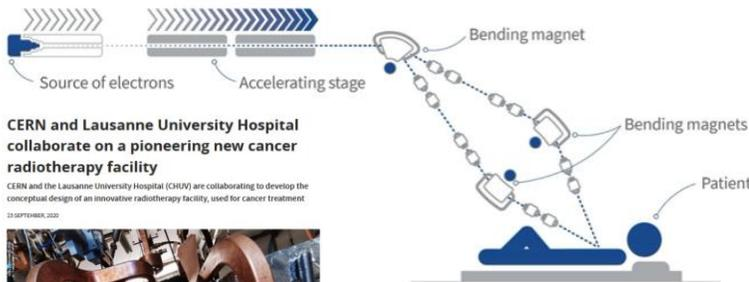 Bending magnet
Source of electrons
Accelerating stage
Bending magnets
Patient
CERN and Lausanne University Hospital
collaborate on a pioneering new cancer
radiotherapy facility
CERN and the Lausanne University Hospital (CHUV) are collaborating to develop the
conceptual design of an innovative radiotherapy facility, used for cancer treatment
23 SEPTEMBER, 2020